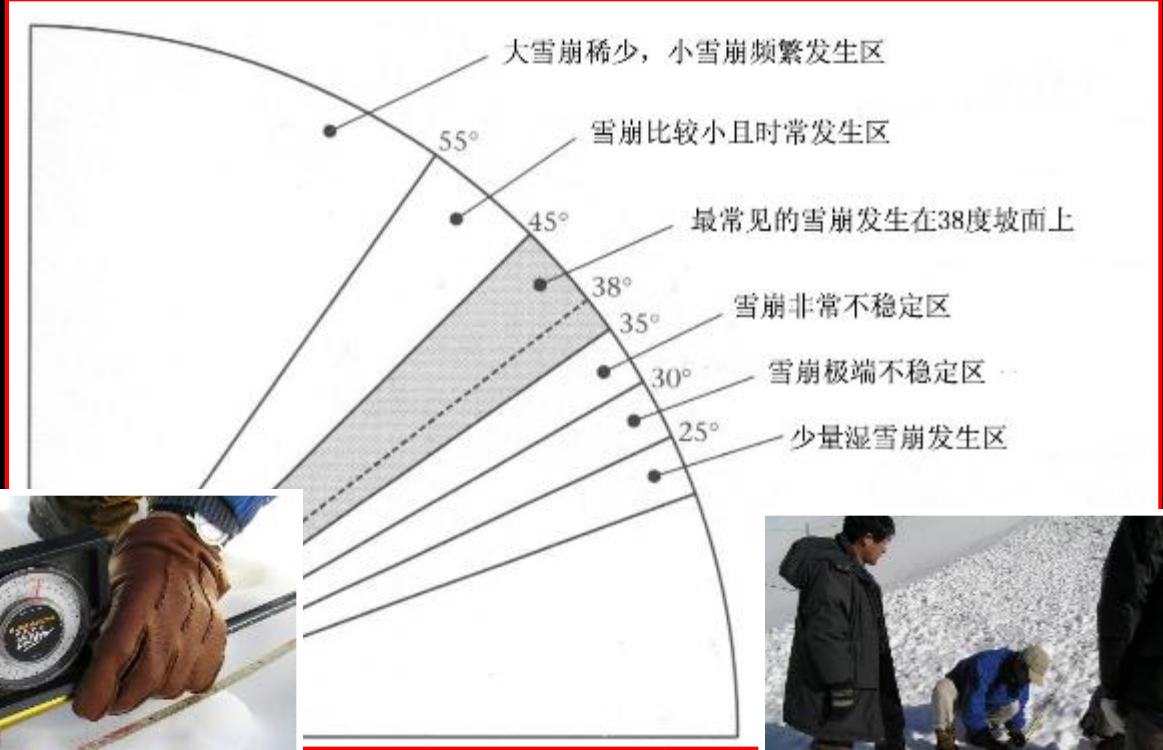 大雪崩稀少，小雪崩频繁发生区
55°
雪崩比较小且时常发生区
45°
最常见的雪崩发生在38度坡面上
38°
雪崩非常不稳定区
35°
雪崩极端不稳定区
30°
25°
少量湿雪崩发生区